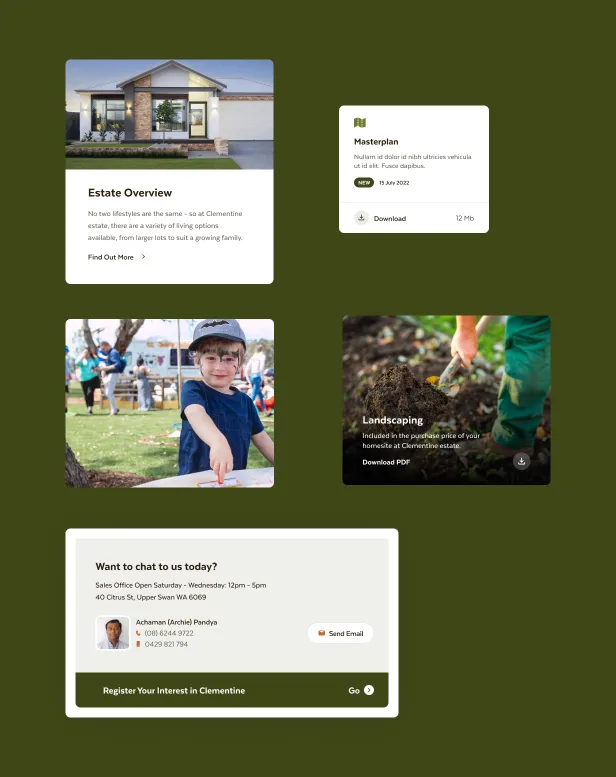 Estate Overview
No two lifestyles are the same - so at Clementine
estate, there are a variety of living options
available, from larger lots to suit a growing family.
Find Out More
Masterplan
Nullam id dolor id nibh ultricies vehicula
ut id elit. Fusce dapibus.
NEW 15 July 2022
Download 12 Mb
Landscaping
Included in the purchase price of your
homesite at Clementine estate.
Download PDF
Want to chat to us today?
Sales Office Open Saturday - Wednesday: 12pm - 5pm
40 Citrus St, Upper Swan WA 6069
Achaman (Archie) Pandya
(08) 6244 9722
0429 821 794
Send Email
Register Your Interest in Clementine
Go